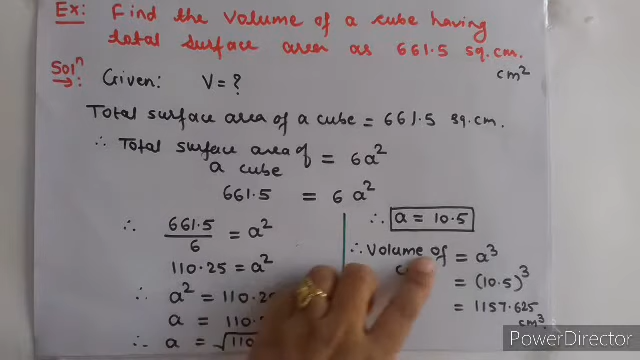 Ex: Find the volume of a cube having
total surface area as 661.5 sq.cm.
cm²
Solⁿ: Given: V = ?
→
Total surface area of a cube = 661.5 sq.cm.
∴ Total surface area of a cube = 6a²
661.5 = 6 a²
∴ 661.5/6 = a²
110.25 = a²
∴ a² = 110.25
a =
∴ a = √110
∴ a = 10.5
∴ Volume of = a³
= (10.5)³
= 1157.625 cm³.
PowerDirector